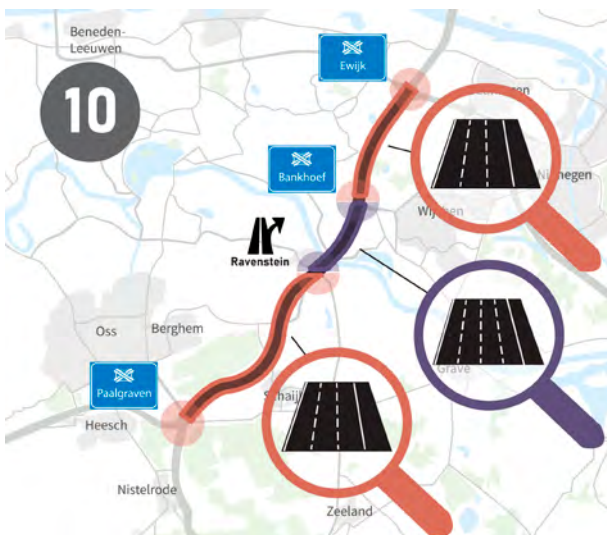 Beneden-
Leeuwen
Ewijk
10
Bankhoef
Ravenstein
Oss
Berghem
Grave
Paalgraven
Heesch
Nistelrode
Zeeland